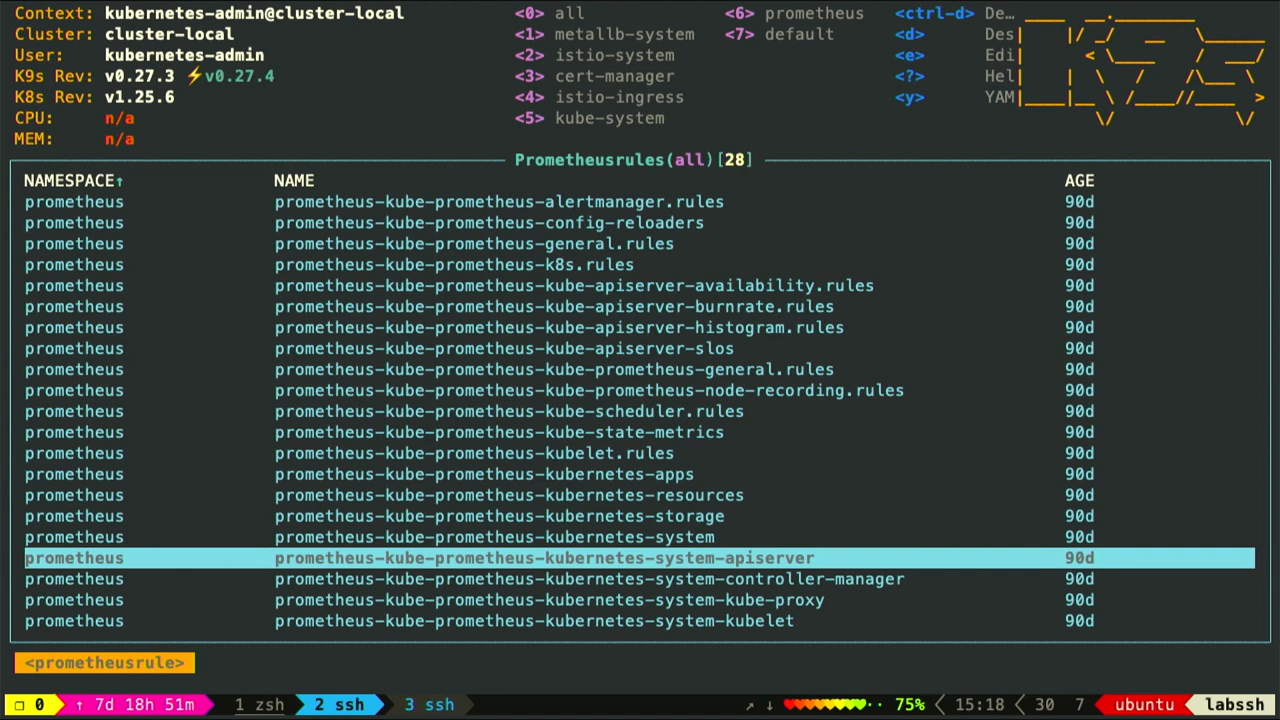 Context: kubernetes-admin@cluster-local <0> all <6> prometheus <ctrl-d> De…
Cluster: cluster-local <1> metallb-system <7> default <d> Des
User: kubernetes-admin <2> istio-system <e> Edi
K9s Rev: v0.27.3 ⚡v0.27.4 <3> cert-manager <?> Hel
K8s Rev: v1.25.6 <4> istio-ingress <y> YAM
CPU: n/a <5> kube-system
MEM: n/a
Prometheusrules(all)[28]
NAMESPACE↑ NAME AGE
prometheus prometheus-kube-prometheus-alertmanager.rules 90d
prometheus prometheus-kube-prometheus-config-reloaders 90d
prometheus prometheus-kube-prometheus-general.rules 90d
prometheus prometheus-kube-prometheus-k8s.rules 90d
prometheus prometheus-kube-prometheus-kube-apiserver-availability.rules 90d
prometheus prometheus-kube-prometheus-kube-apiserver-burnrate.rules 90d
prometheus prometheus-kube-prometheus-kube-apiserver-histogram.rules 90d
prometheus prometheus-kube-prometheus-kube-apiserver-slos 90d
prometheus prometheus-kube-prometheus-kube-prometheus-general.rules 90d
prometheus prometheus-kube-prometheus-kube-prometheus-node-recording.rules 90d
prometheus prometheus-kube-prometheus-kube-scheduler.rules 90d
prometheus prometheus-kube-prometheus-kube-state-metrics 90d
prometheus prometheus-kube-prometheus-kubelet.rules 90d
prometheus prometheus-kube-prometheus-kubernetes-apps 90d
prometheus prometheus-kube-prometheus-kubernetes-resources 90d
prometheus prometheus-kube-prometheus-kubernetes-storage 90d
prometheus prometheus-kube-prometheus-kubernetes-system 90d
prometheus prometheus-kube-prometheus-kubernetes-system-apiserver 90d
prometheus prometheus-kube-prometheus-kubernetes-system-controller-manager 90d
prometheus prometheus-kube-prometheus-kubernetes-system-kube-proxy 90d
prometheus prometheus-kube-prometheus-kubernetes-system-kubelet 90d
<prometheusrule>
❐ 0 ↑ 7d 18h 51m 1 zsh 2 ssh 3 ssh ↗ ↓ ♥♥♥♥♥♥♥♥·· 75% 15:18 30 7 ubuntu labssh